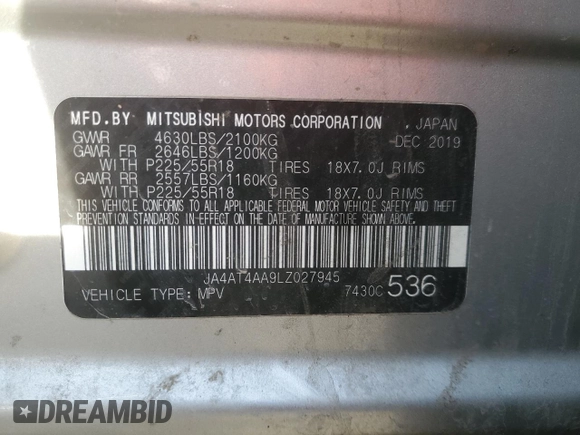 MFD.BY MITSUBISHI MOTORS CORPORATION , JAPAN
GVWR 4630LBS/2100KG DEC 2019
GAWR FR 2646LBS/1200KG
WITH P225/55R18 TIRES 18X7.0J RIMS
GAWR RR 2557LBS/1160KG
WITH P225/55R18 TIRES 18X7.0J RIMS
THIS VEHICLE CONFORMS TO ALL APPLICABLE FEDERAL MOTOR VEHICLE SAFETY AND THEFT
PREVENTION STANDARDS IN EFFECT ON THE DATE OF MANUFACTURE SHOWN ABOVE.
JA4AT4AA9LZ027945
VEHICLE TYPE: MPV 7430C 536
DREAMBID